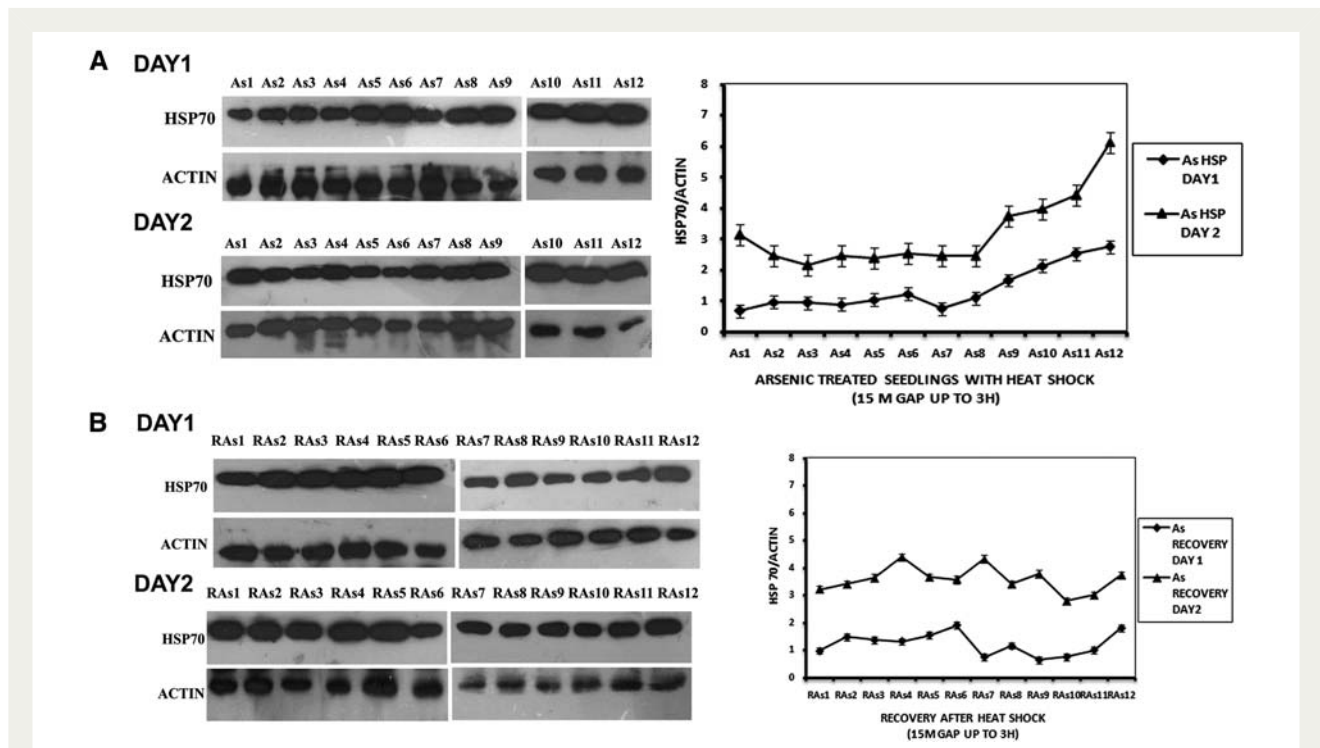 A DAY1
As1 As2 As3 As4 As5 As6 As7 As8 As9 As10 As11 As12
HSP70
ACTIN
DAY2
As1 As2 As3 As4 As5 As6 As7 As8 As9 As10 As11 As12
HSP70
ACTIN
HSP70/ACTIN
8
7
6
5
4
3
2
1
0
As1 As2 As3 As4 As5 As6 As7 As8 As9 As10 As11 As12
ARSENIC TREATED SEEDLINGS WITH HEAT SHOCK
(15 M GAP UP TO 3H)
As HSP
DAY1
As HSP
DAY 2
B DAY1
RAs1 RAs2 RAs3 RAs4 RAs5 RAs6 RAs7 RAs8 RAs9 RAs10 RAs11 RAs12
HSP70
ACTIN
DAY2
RAs1 RAs2 RAs3 RAs4 RAs5 RAs6 RAs7 RAs8 RAs9 RAs10 RAs11 RAs12
HSP70
ACTIN
HSP 70/ACTIN
8
7
6
5
4
3
2
1
0
RAs1 RAs2 RAs3 RAs4 RAs5 RAs6 RAs7 RAs8 RAs9 RAs10RAs11RAs12
RECOVERY AFTER HEAT SHOCK
(15M GAP UP TO 3H)
As
RECOVERY
DAY 1
As
RECOVERY
DAY2